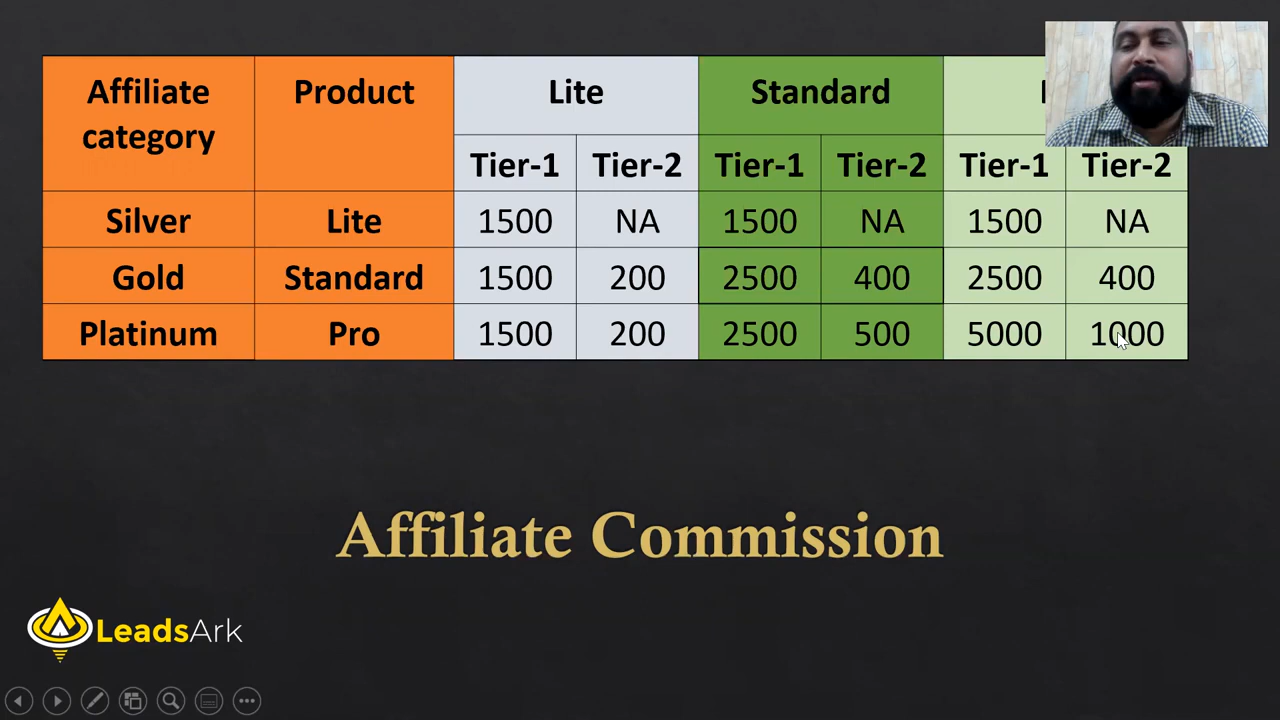 Affiliate category Product Lite Standard
Tier-1 Tier-2 Tier-1 Tier-2 Tier-1 Tier-2
Silver Lite 1500 NA 1500 NA 1500 NA
Gold Standard 1500 200 2500 400 2500 400
Platinum Pro 1500 200 2500 500 5000 1000
Affiliate Commission
LeadsArk